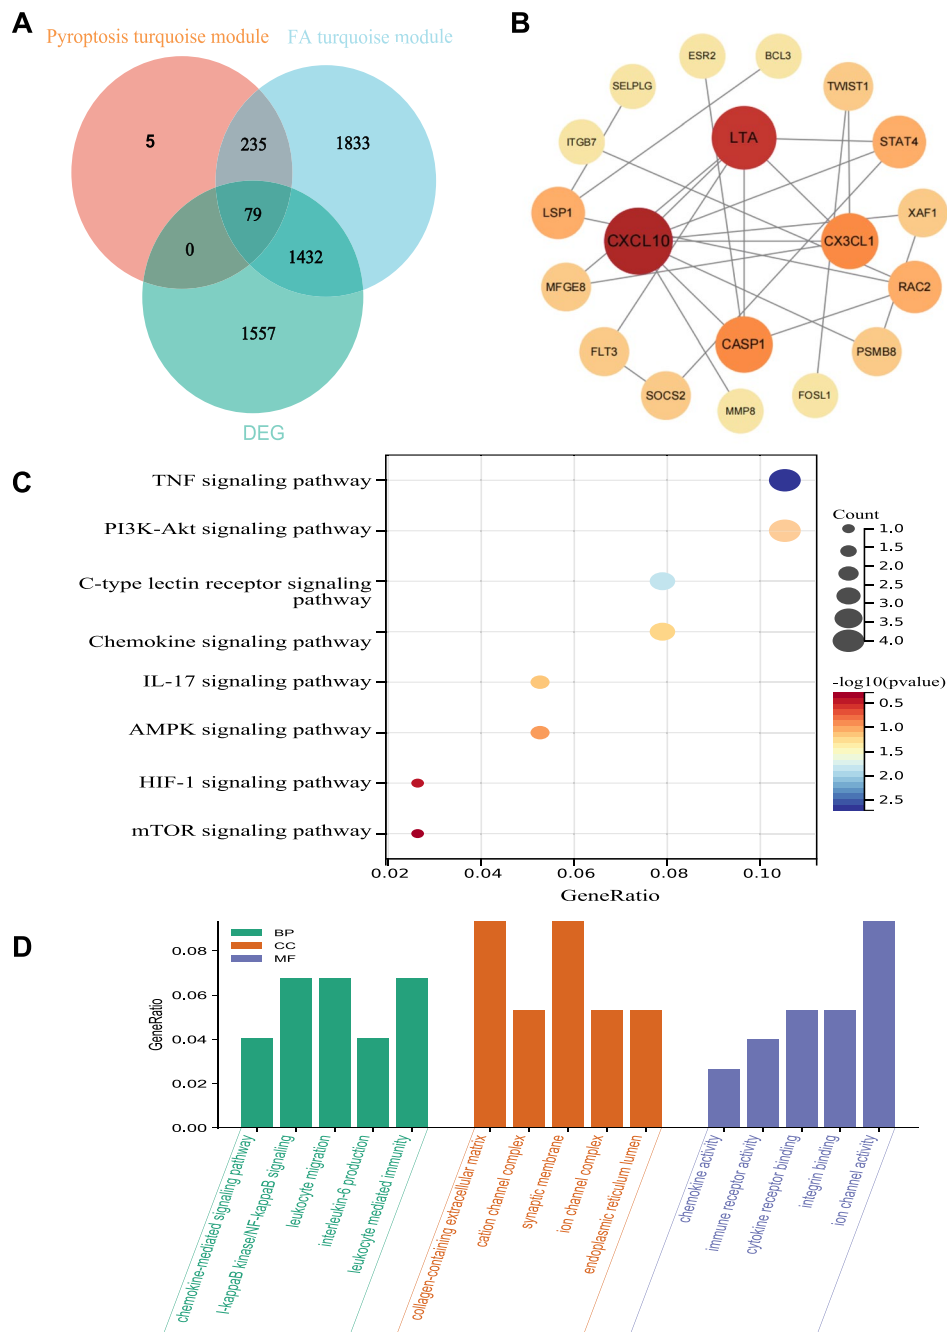 A
Pyroptosis turquoise module
FA turquoise module
5
235
1833
79
0
1432
1557
DEG
B
ESR2
BCL3
SELPLG
TWIST1
ITGB7
LTA
STAT4
LSP1
XAF1
CXCL10
CX3CL1
MFGE8
RAC2
FLT3
CASP1
PSMB8
SOCS2
MMP8
FOSL1
C
TNF signaling pathway
PI3K-Akt signaling pathway
C-type lectin receptor signaling
pathway
Chemokine signaling pathway
IL-17 signaling pathway
AMPK signaling pathway
HIF-1 signaling pathway
mTOR signaling pathway
0.02
0.04
0.06
0.08
0.10
GeneRatio
Count
1.0
1.5
2.0
2.5
3.0
3.5
4.0
-log10(pvalue)
0.5
1.0
1.5
2.0
2.5
D
BP
CC
MF
GeneRatio
0.08
0.06
0.04
0.02
0.00
chemokine-mediated signaling pathway
I-kappaB kinase/NF-kappaB signaling
leukocyte migration
interleukin-6 production
leukocyte mediated immunity
collagen-containing extracellular matrix
cation channel complex
synaptic membrane
ion channel complex
endoplasmic reticulum lumen
chemokine activity
immune receptor activity
cytokine receptor binding
integrin binding
ion channel activity